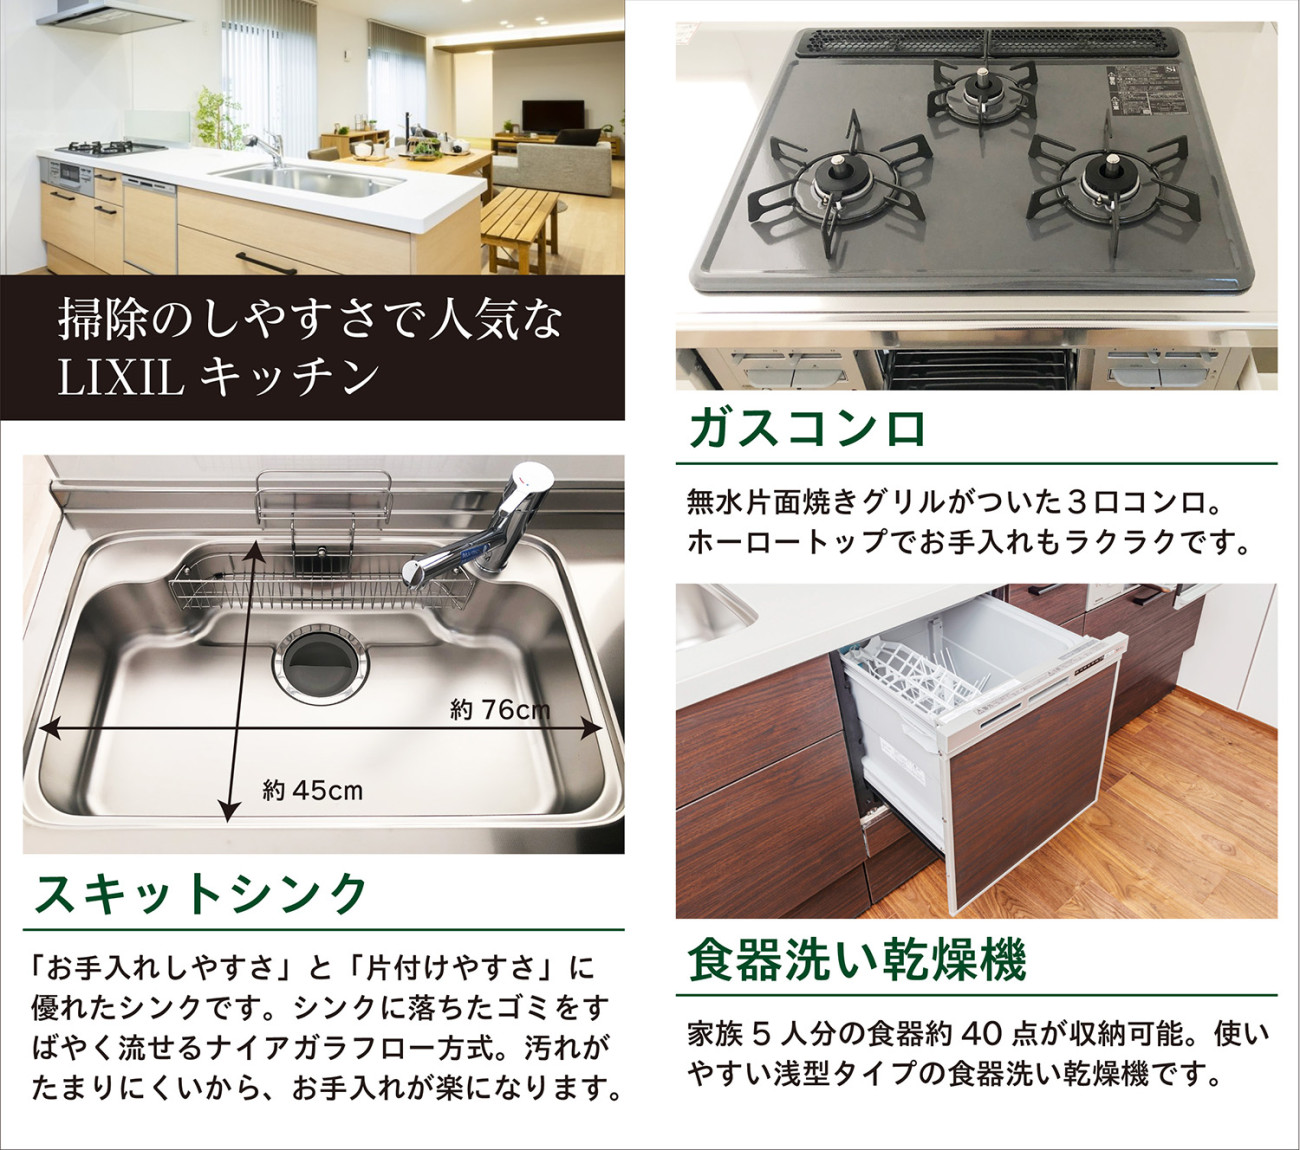 掃除のしやすさで人気な
LIXIL キッチン
約 76cm
約 45cm
スキットシンク
「お手入れしやすさ」と「片付けやすさ」に
優れたシンクです。シンクに落ちたゴミをす
ばやく流せるナイアガラフロー方式。汚れが
たまりにくいから、お手入れが楽になります。
ガスコンロ
無水片面焼きグリルがついた３口コンロ。
ホーロートップでお手入れもラクラクです。
食器洗い乾燥機
家族 5 人分の食器約 40 点が収納可能。使い
やすい浅型タイプの食器洗い乾燥機です。